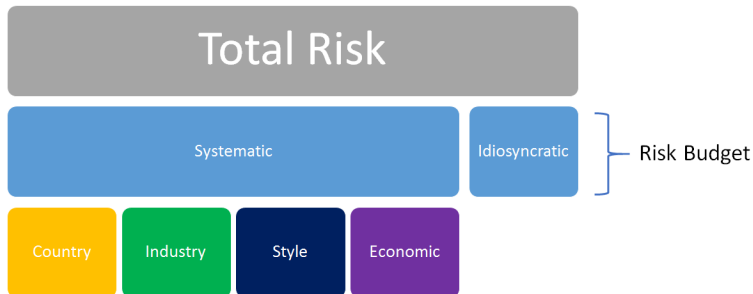 Total Risk
Systematic
Idiosyncratic
Risk Budget
Country
Industry
Style
Economic